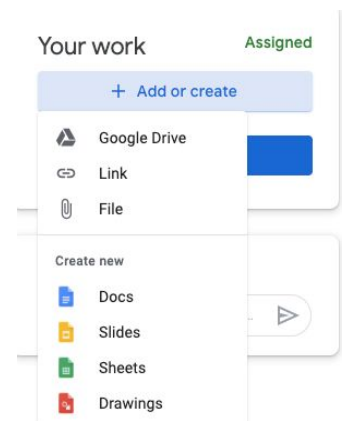 Your work Assigned
+ Add or create
Google Drive
Link
File
Create new
Docs
Slides
Sheets
Drawings